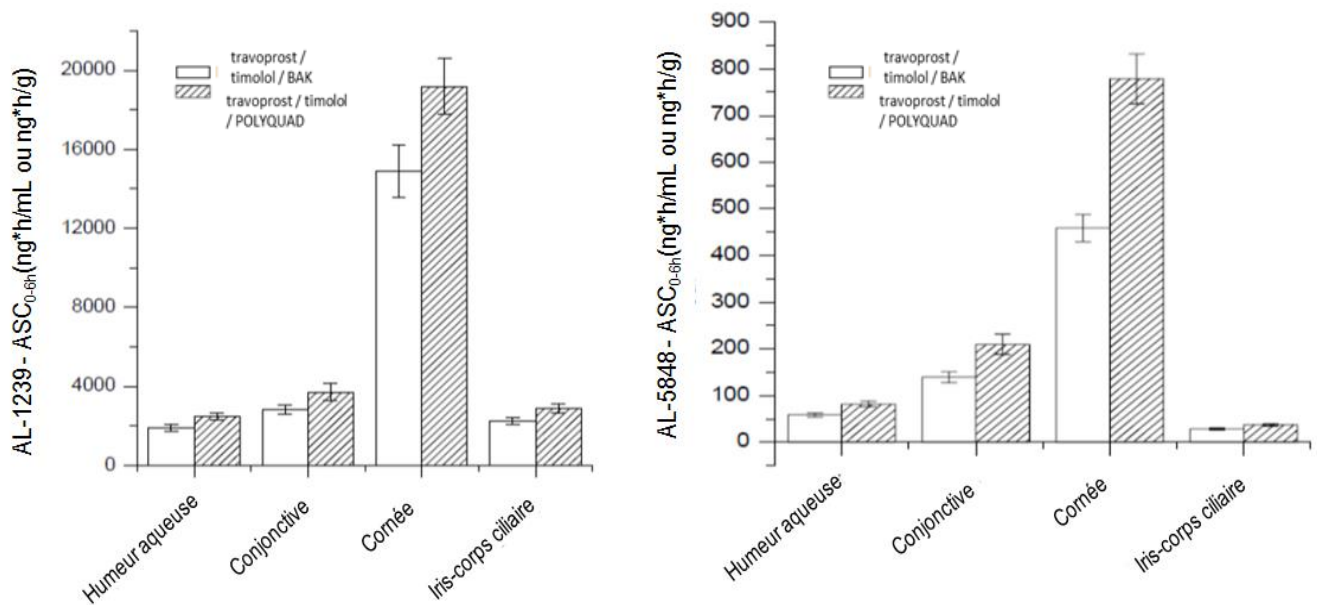 AL-1239 - ASC0-6h(ng*h/mL ou ng*h/g)
20000
16000
12000
8000
4000
0
travoprost /
timolol / BAK
travoprost / timolol
/ POLYQUAD
Humeur aqueuse
Conjonctive
Cornée
Iris-corps ciliaire
AL-5848 - ASC0-6h(ng*h/mL ou ng*h/g)
900
800
700
600
500
400
300
200
100
0
travoprost /
timolol / BAK
travoprost / timolol
/ POLYQUAD
Humeur aqueuse
Conjonctive
Cornée
Iris-corps ciliaire